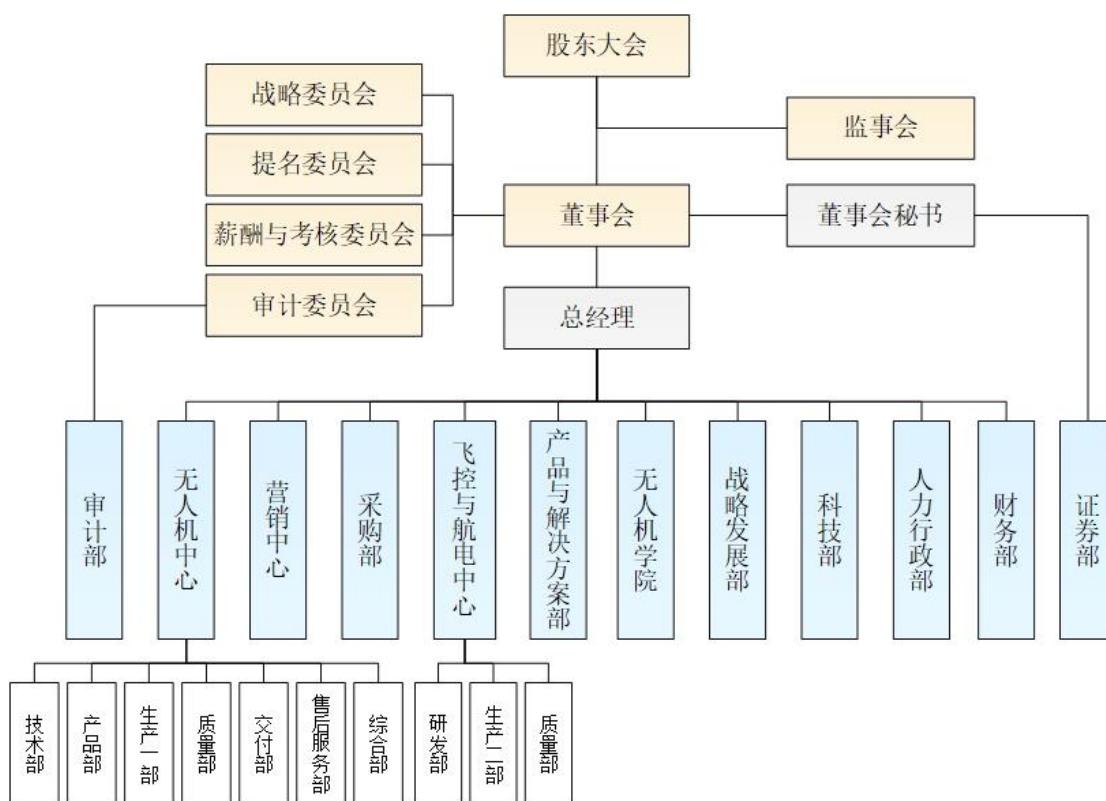 股东大会
战略委员会
监事会
提名委员会
董事会
董事会秘书
薪酬与考核委员会
审计委员会
总经理
审计部
无人机中心
营销中心
采购部
飞控与航电中心
产品与解决方案部
无人机学院
战略发展部
科技部
人力行政部
财务部
证券部
技术部
产品部
生产一部
质量部
交付部
售后服务部
综合部
研发部
生产二部
质量部